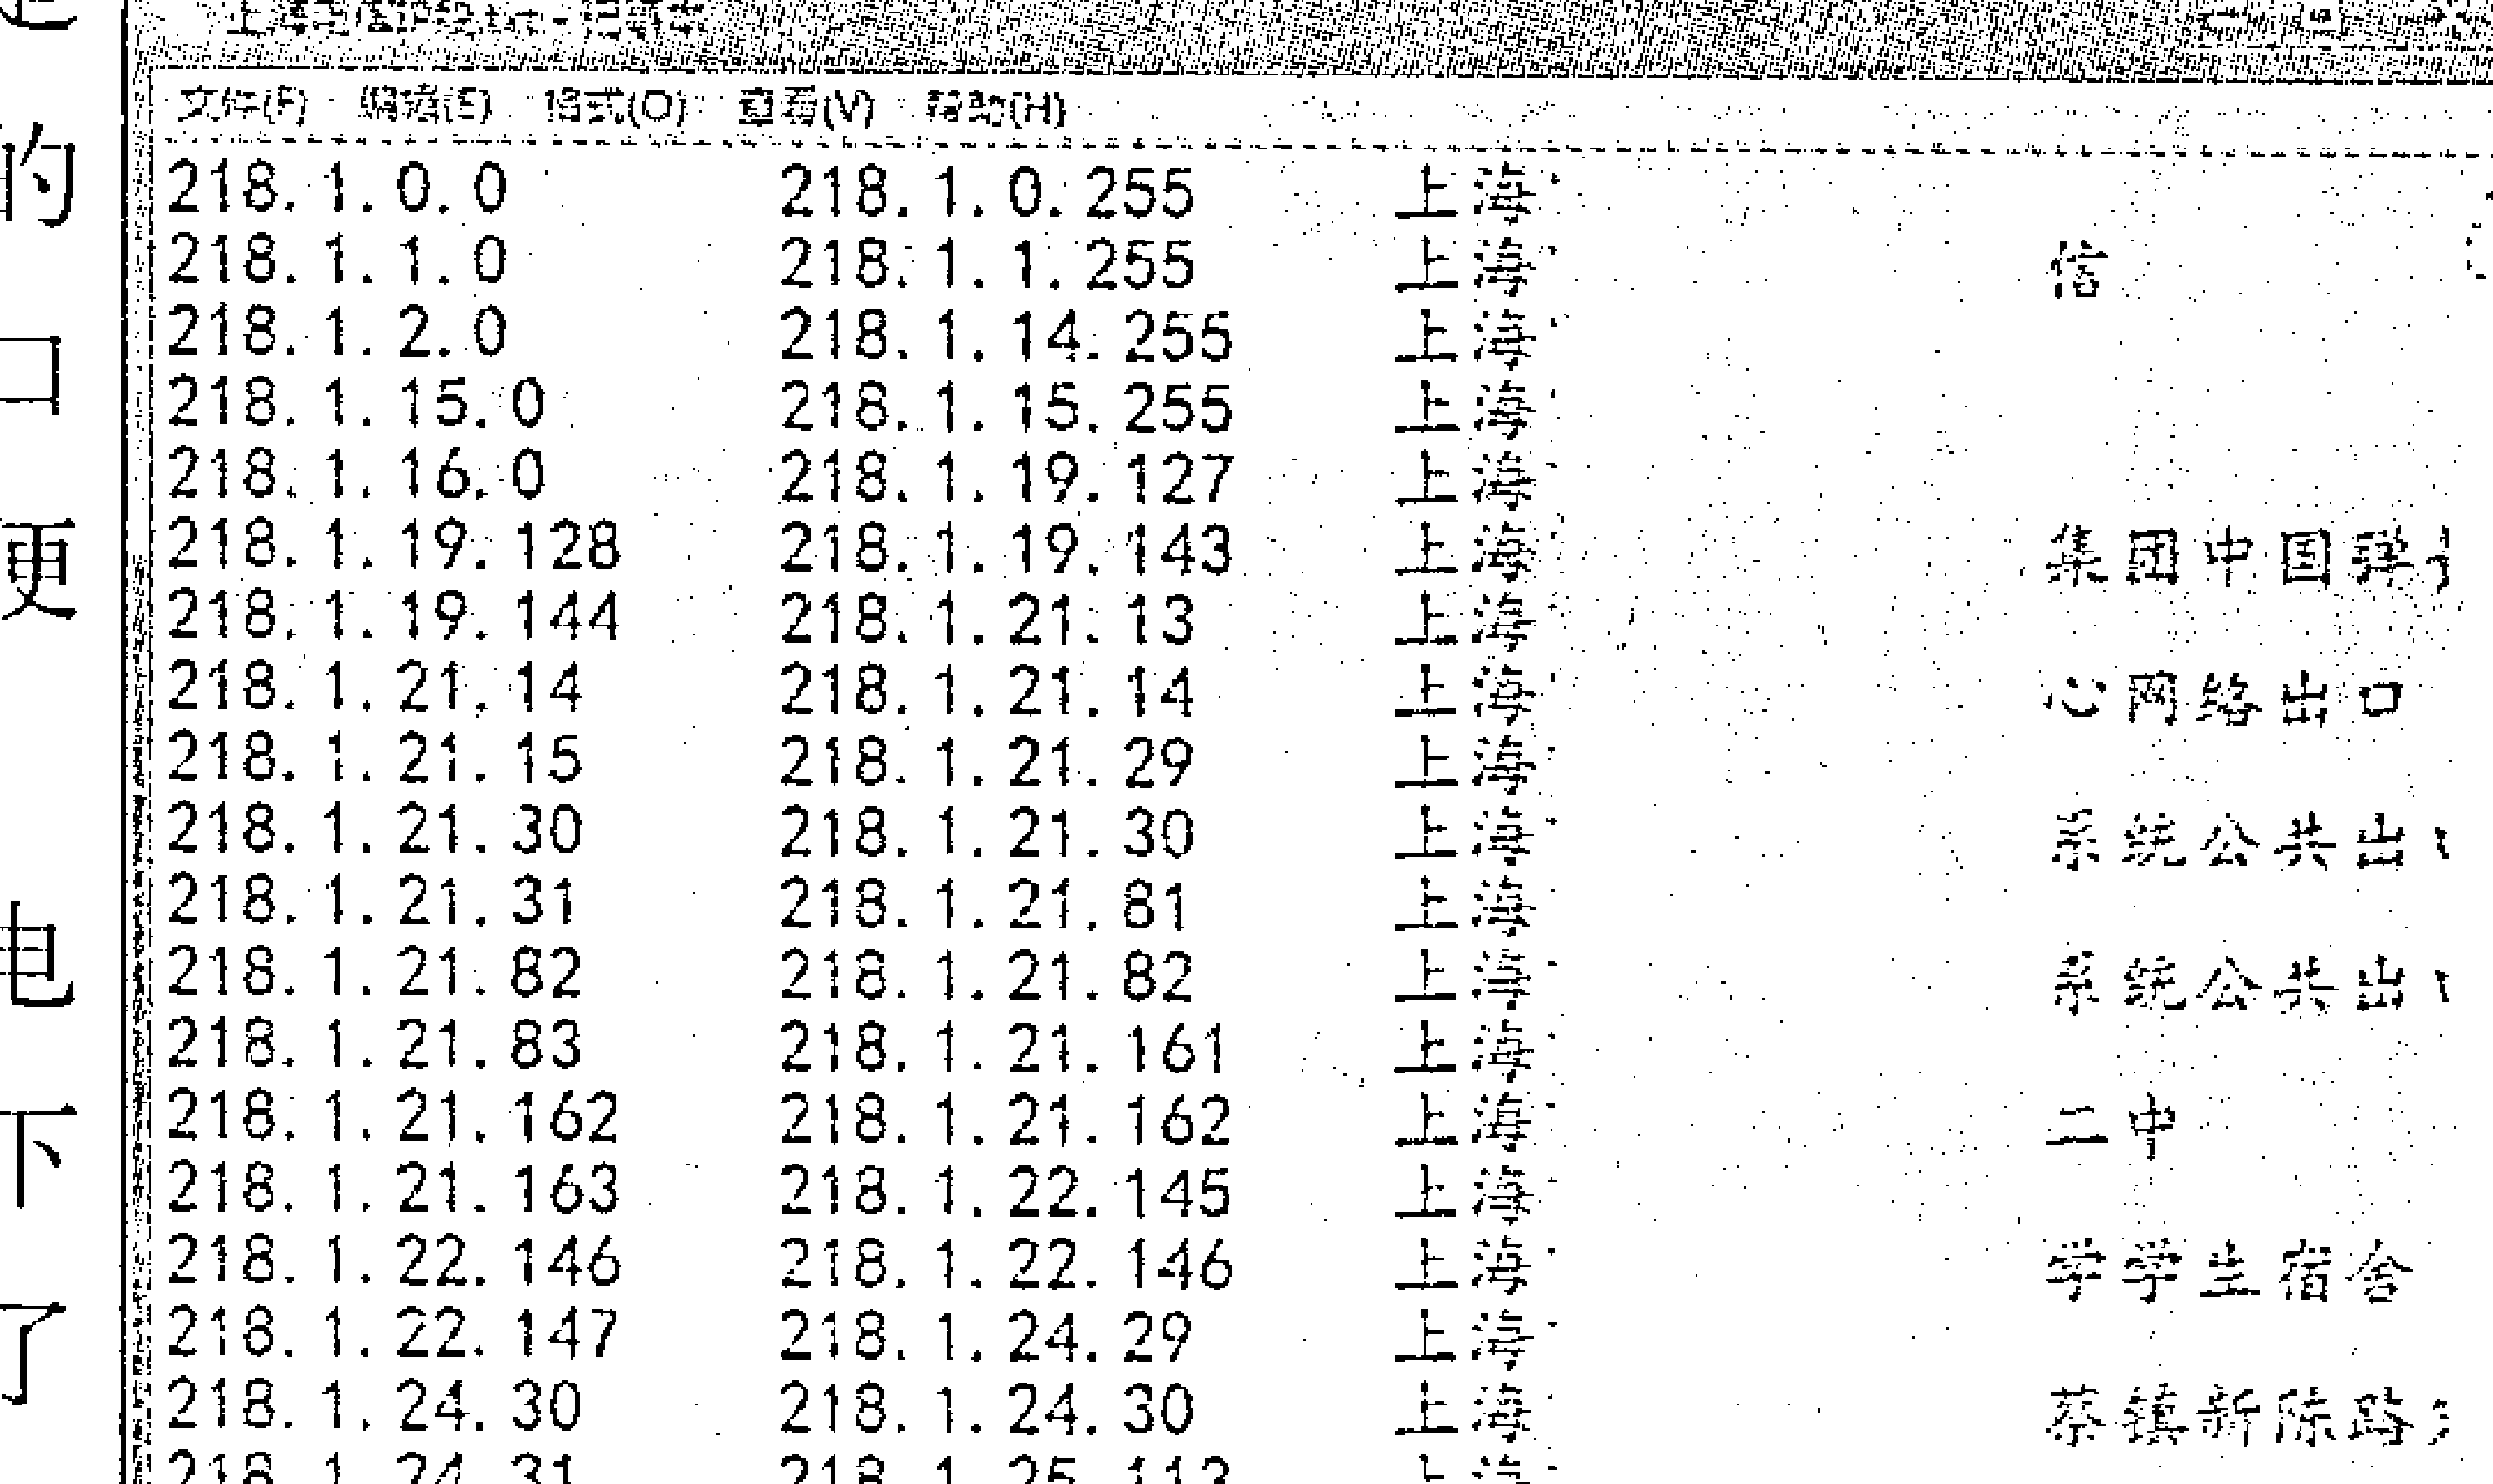 的
口
更
电
下
了
文件(F) 编辑(E) 格式(O) 查看(V) 帮助(H)
218.1.0.0 218.1.0.255 上海
218.1.1.0 218.1.1.255 上海 信
218.1.2.0 218.1.14.255 上海
218.1.15.0 218.1.15.255 上海
218.1.16.0 218.1.19.127 上海
218.1.19.128 218.1.19.143 上海 集团中国
218.1.19.144 218.1.21.13 上海
218.1.21.14 218.1.21.14 上海 心网络出口
218.1.21.15 218.1.21.29 上海
218.1.21.30 218.1.21.30 上海 系统公共出
218.1.21.31 218.1.21.81 上海
218.1.21.82 218.1.21.82 上海 系统公共出
218.1.21.83 218.1.21.161 上海
218.1.21.162 218.1.21.162 上海 二中
218.1.21.163 218.1.22.145 上海
218.1.22.146 218.1.22.146 上海 学学生宿舍
218.1.22.147 218.1.24.29 上海
218.1.24.30 218.1.24.30 上海 蔡镇新陈路
218.1.24.31 218.1.25.113 上海